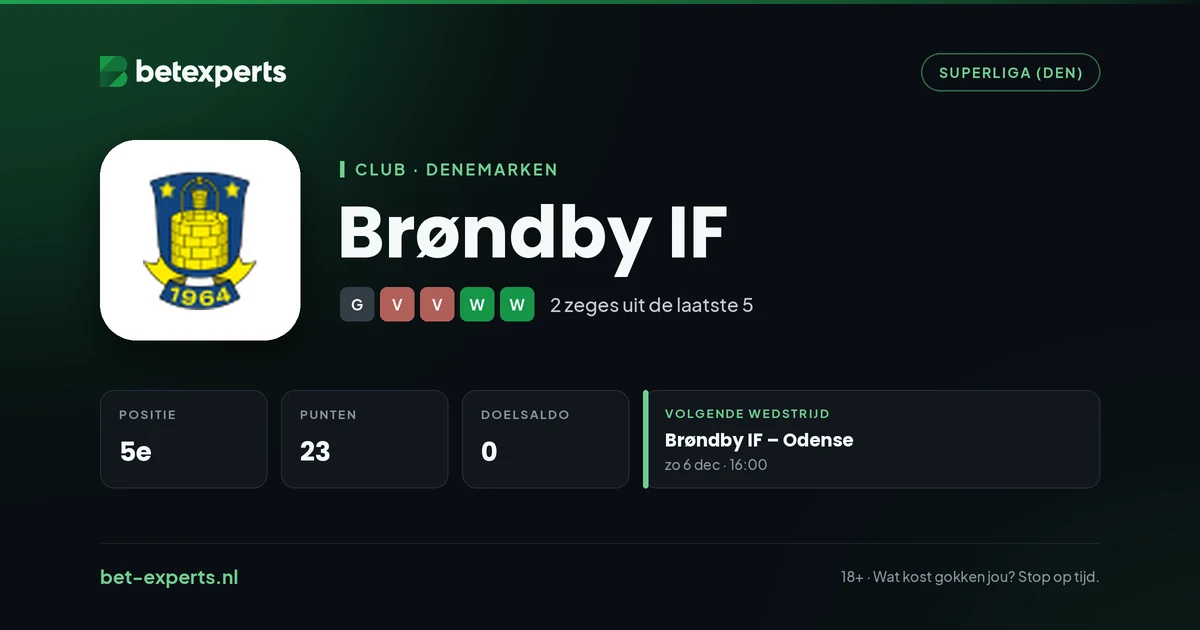 betexperts
SUPERLIGA (DEN)
CLUB · DENEMARKEN
Brøndby IF
1964
G V V W W 2 zeges uit de laatste 5
POSITIE
5e
PUNTEN
23
DOELSALDO
0
VOLGENDE WEDSTRIJD
Brøndby IF – Odense
zo 6 dec · 16:00
bet-experts.nl
18+ · Wat kost gokken jou? Stop op tijd.